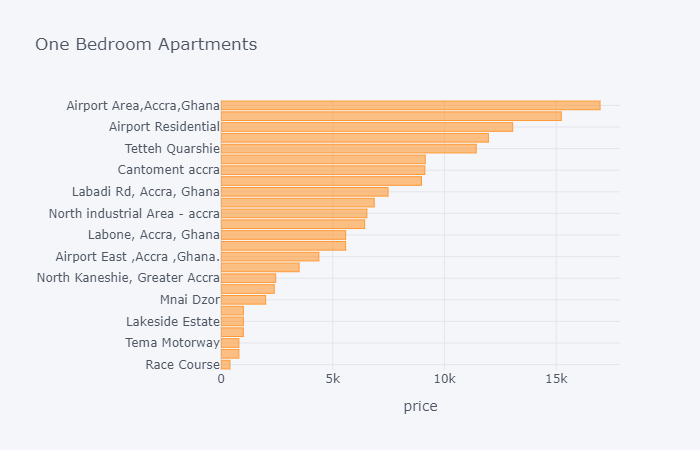 One Bedroom Apartments
Airport Area,Accra,Ghana
Airport Residential
Tetteh Quarshie
Cantoment accra
Labadi Rd, Accra, Ghana
North industrial Area - accra
Labone, Accra, Ghana
Airport East ,Accra ,Ghana.
North Kaneshie, Greater Accra
Mnai Dzor
Lakeside Estate
Tema Motorway
Race Course
0 5k 10k 15k
price